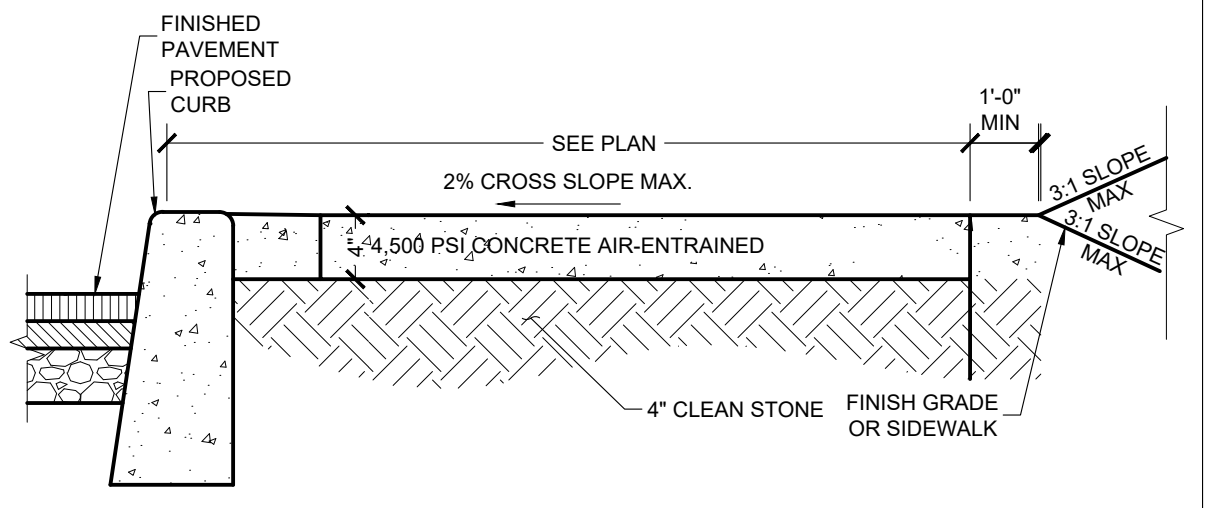 FINISHED
PAVEMENT
PROPOSED
CURB
1'-0"
MIN
SEE PLAN
2% CROSS SLOPE MAX.
3:1 SLOPE
MAX
3:1 SLOPE
MAX
4"
4,500 PSI CONCRETE AIR-ENTRAINED
4" CLEAN STONE
FINISH GRADE
OR SIDEWALK